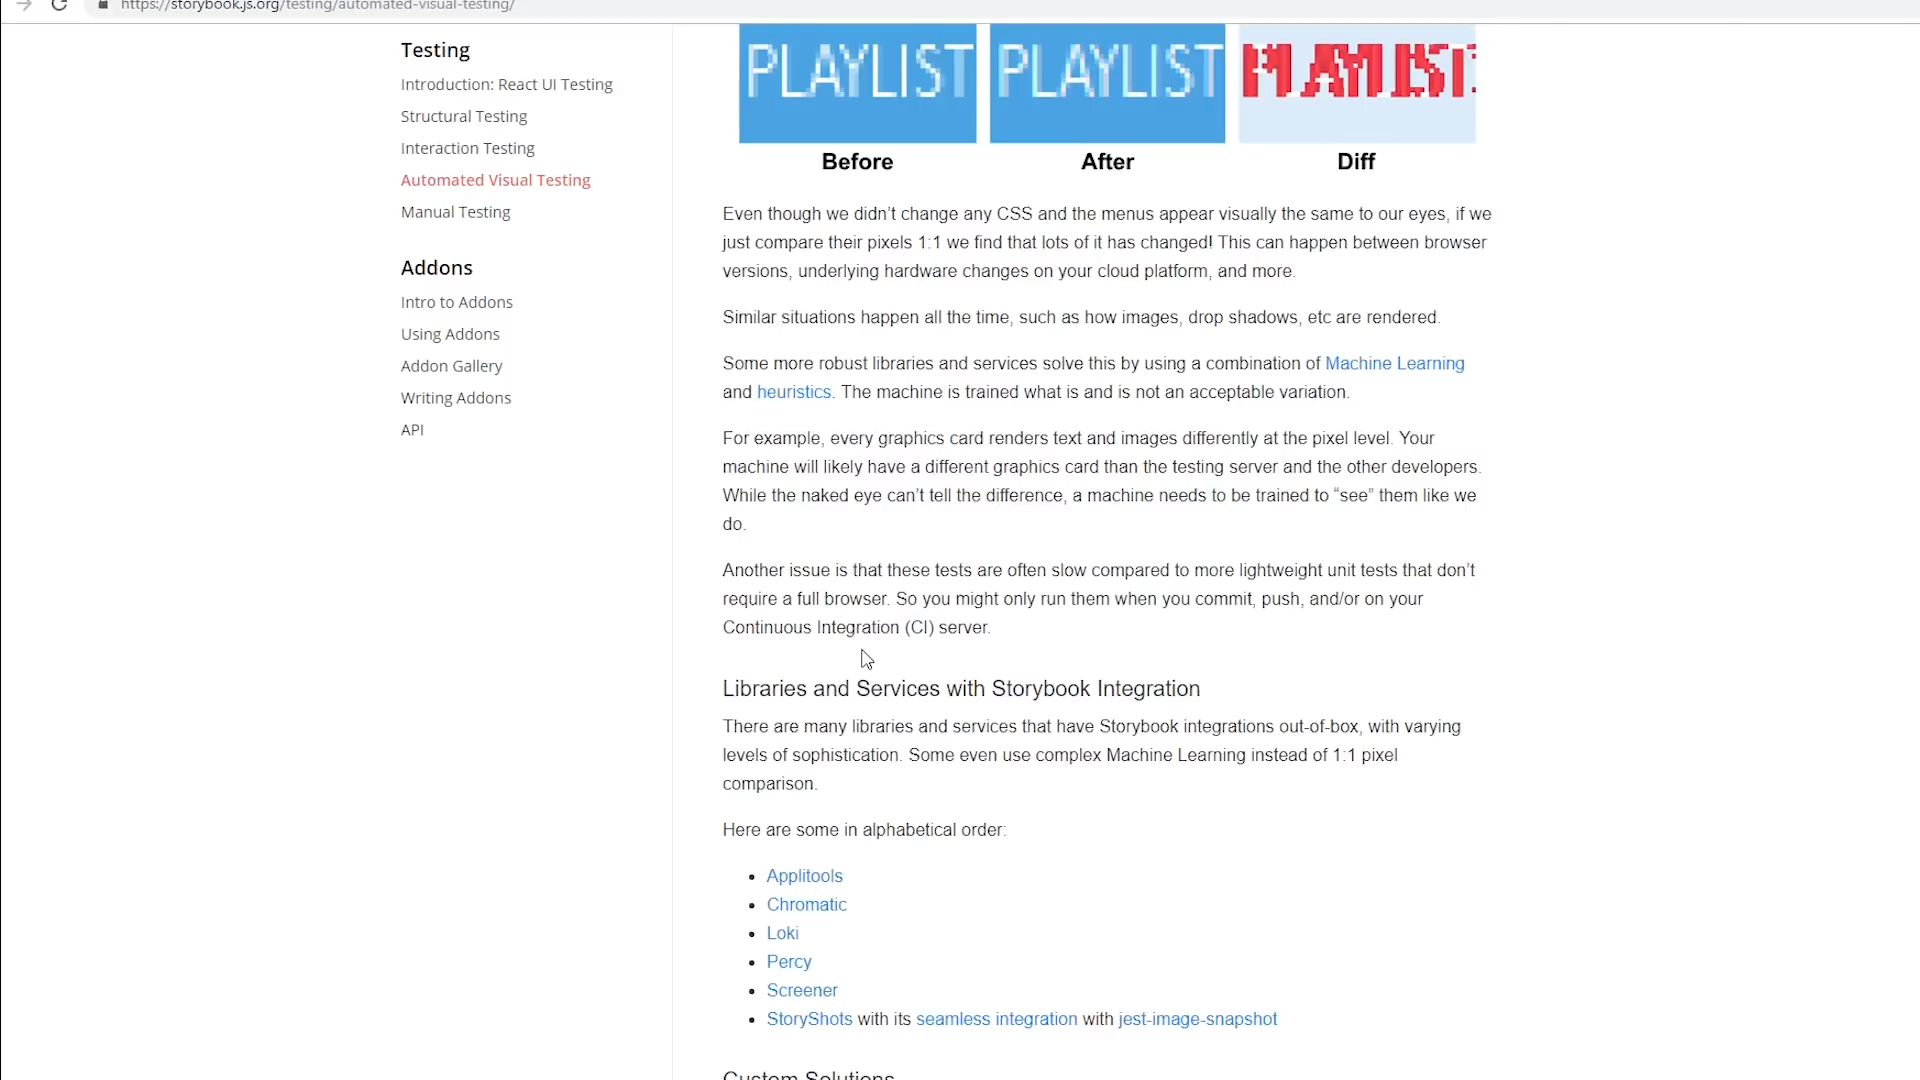 https://storybook.js.org/testing/automated-visual-testing/
Testing
Introduction: React UI Testing
Structural Testing
Interaction Testing
Automated Visual Testing
Manual Testing
Addons
Intro to Addons
Using Addons
Addon Gallery
Writing Addons
API
PLAYLIST PLAYLIST PLAYLIST
Before After Diff
Even though we didn’t change any CSS and the menus appear visually the same to our eyes, if we
just compare their pixels 1:1 we find that lots of it has changed! This can happen between browser
versions, underlying hardware changes on your cloud platform, and more.
Similar situations happen all the time, such as how images, drop shadows, etc are rendered.
Some more robust libraries and services solve this by using a combination of Machine Learning
and heuristics. The machine is trained what is and is not an acceptable variation.
For example, every graphics card renders text and images differently at the pixel level. Your
machine will likely have a different graphics card than the testing server and the other developers.
While the naked eye can’t tell the difference, a machine needs to be trained to “see” them like we
do.
Another issue is that these tests are often slow compared to more lightweight unit tests that don’t
require a full browser. So you might only run them when you commit, push, and/or on your
Continuous Integration (CI) server.
Libraries and Services with Storybook Integration
There are many libraries and services that have Storybook integrations out-of-box, with varying
levels of sophistication. Some even use complex Machine Learning instead of 1:1 pixel
comparison.
Here are some in alphabetical order:
• Applitools
• Chromatic
• Loki
• Percy
• Screener
• StoryShots with its seamless integration with jest-image-snapshot
Custom Solutions